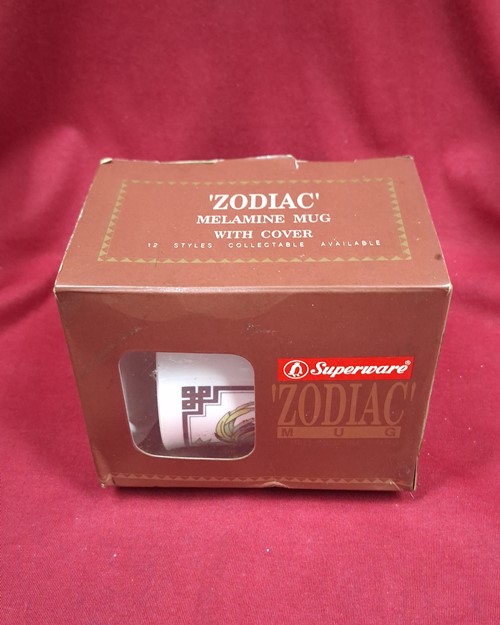 'ZODIAC'
MELAMINE MUG
WITH COVER
12 STYLES COLLECTABLE AVAILABLE
Superware®
'ZODIAC'
MUG